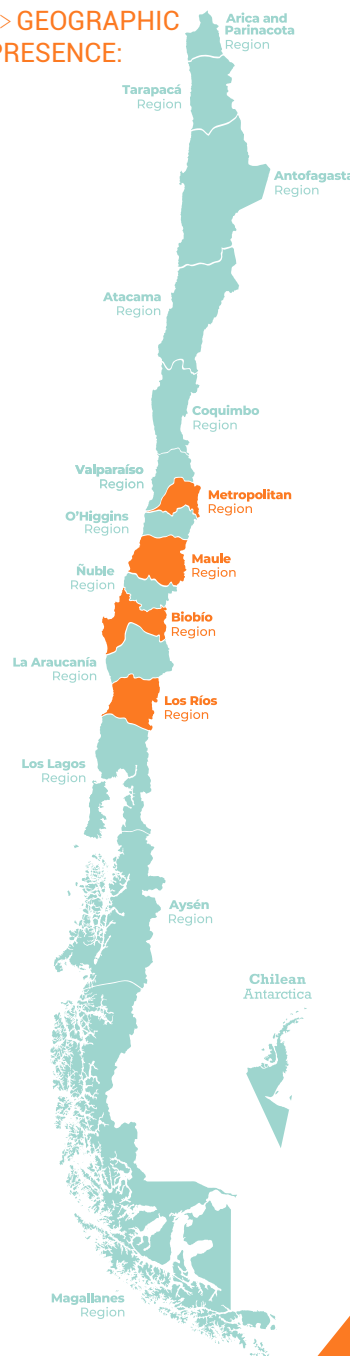 ▷ GEOGRAPHIC
PRESENCE:
Arica and
Parinacota
Region
Tarapacá
Region
Antofagasta
Region
Atacama
Region
Coquimbo
Region
Valparaíso
Region
Metropolitan
Region
O'Higgins
Region
Maule
Region
Ñuble
Region
Biobío
Region
La Araucanía
Region
Los Ríos
Region
Los Lagos
Region
Aysén
Region
Chilean
Antarctica
Magallanes
Region